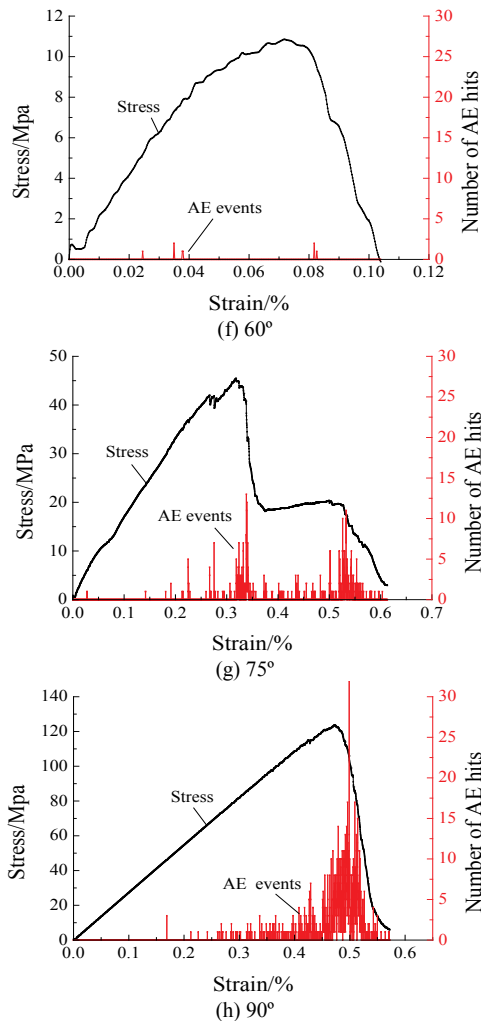 12
10
8
6
4
2
0
Stress/Mpa
30
25
20
15
10
5
0
Number of AE hits
Stress
AE events
0.00 0.02 0.04 0.06 0.08 0.10 0.12
Strain/%
(f) 60º
50
40
30
20
10
0
Stress/MPa
30
25
20
15
10
5
0
Number of AE hits
Stress
AE events
0.0 0.1 0.2 0.3 0.4 0.5 0.6 0.7
Strain/%
(g) 75º
140
120
100
80
60
40
20
0
Stress/Mpa
30
25
20
15
10
5
0
Number of AE hits
Stress
AE events
0.0 0.1 0.2 0.3 0.4 0.5 0.6
Strain/%
(h) 90º